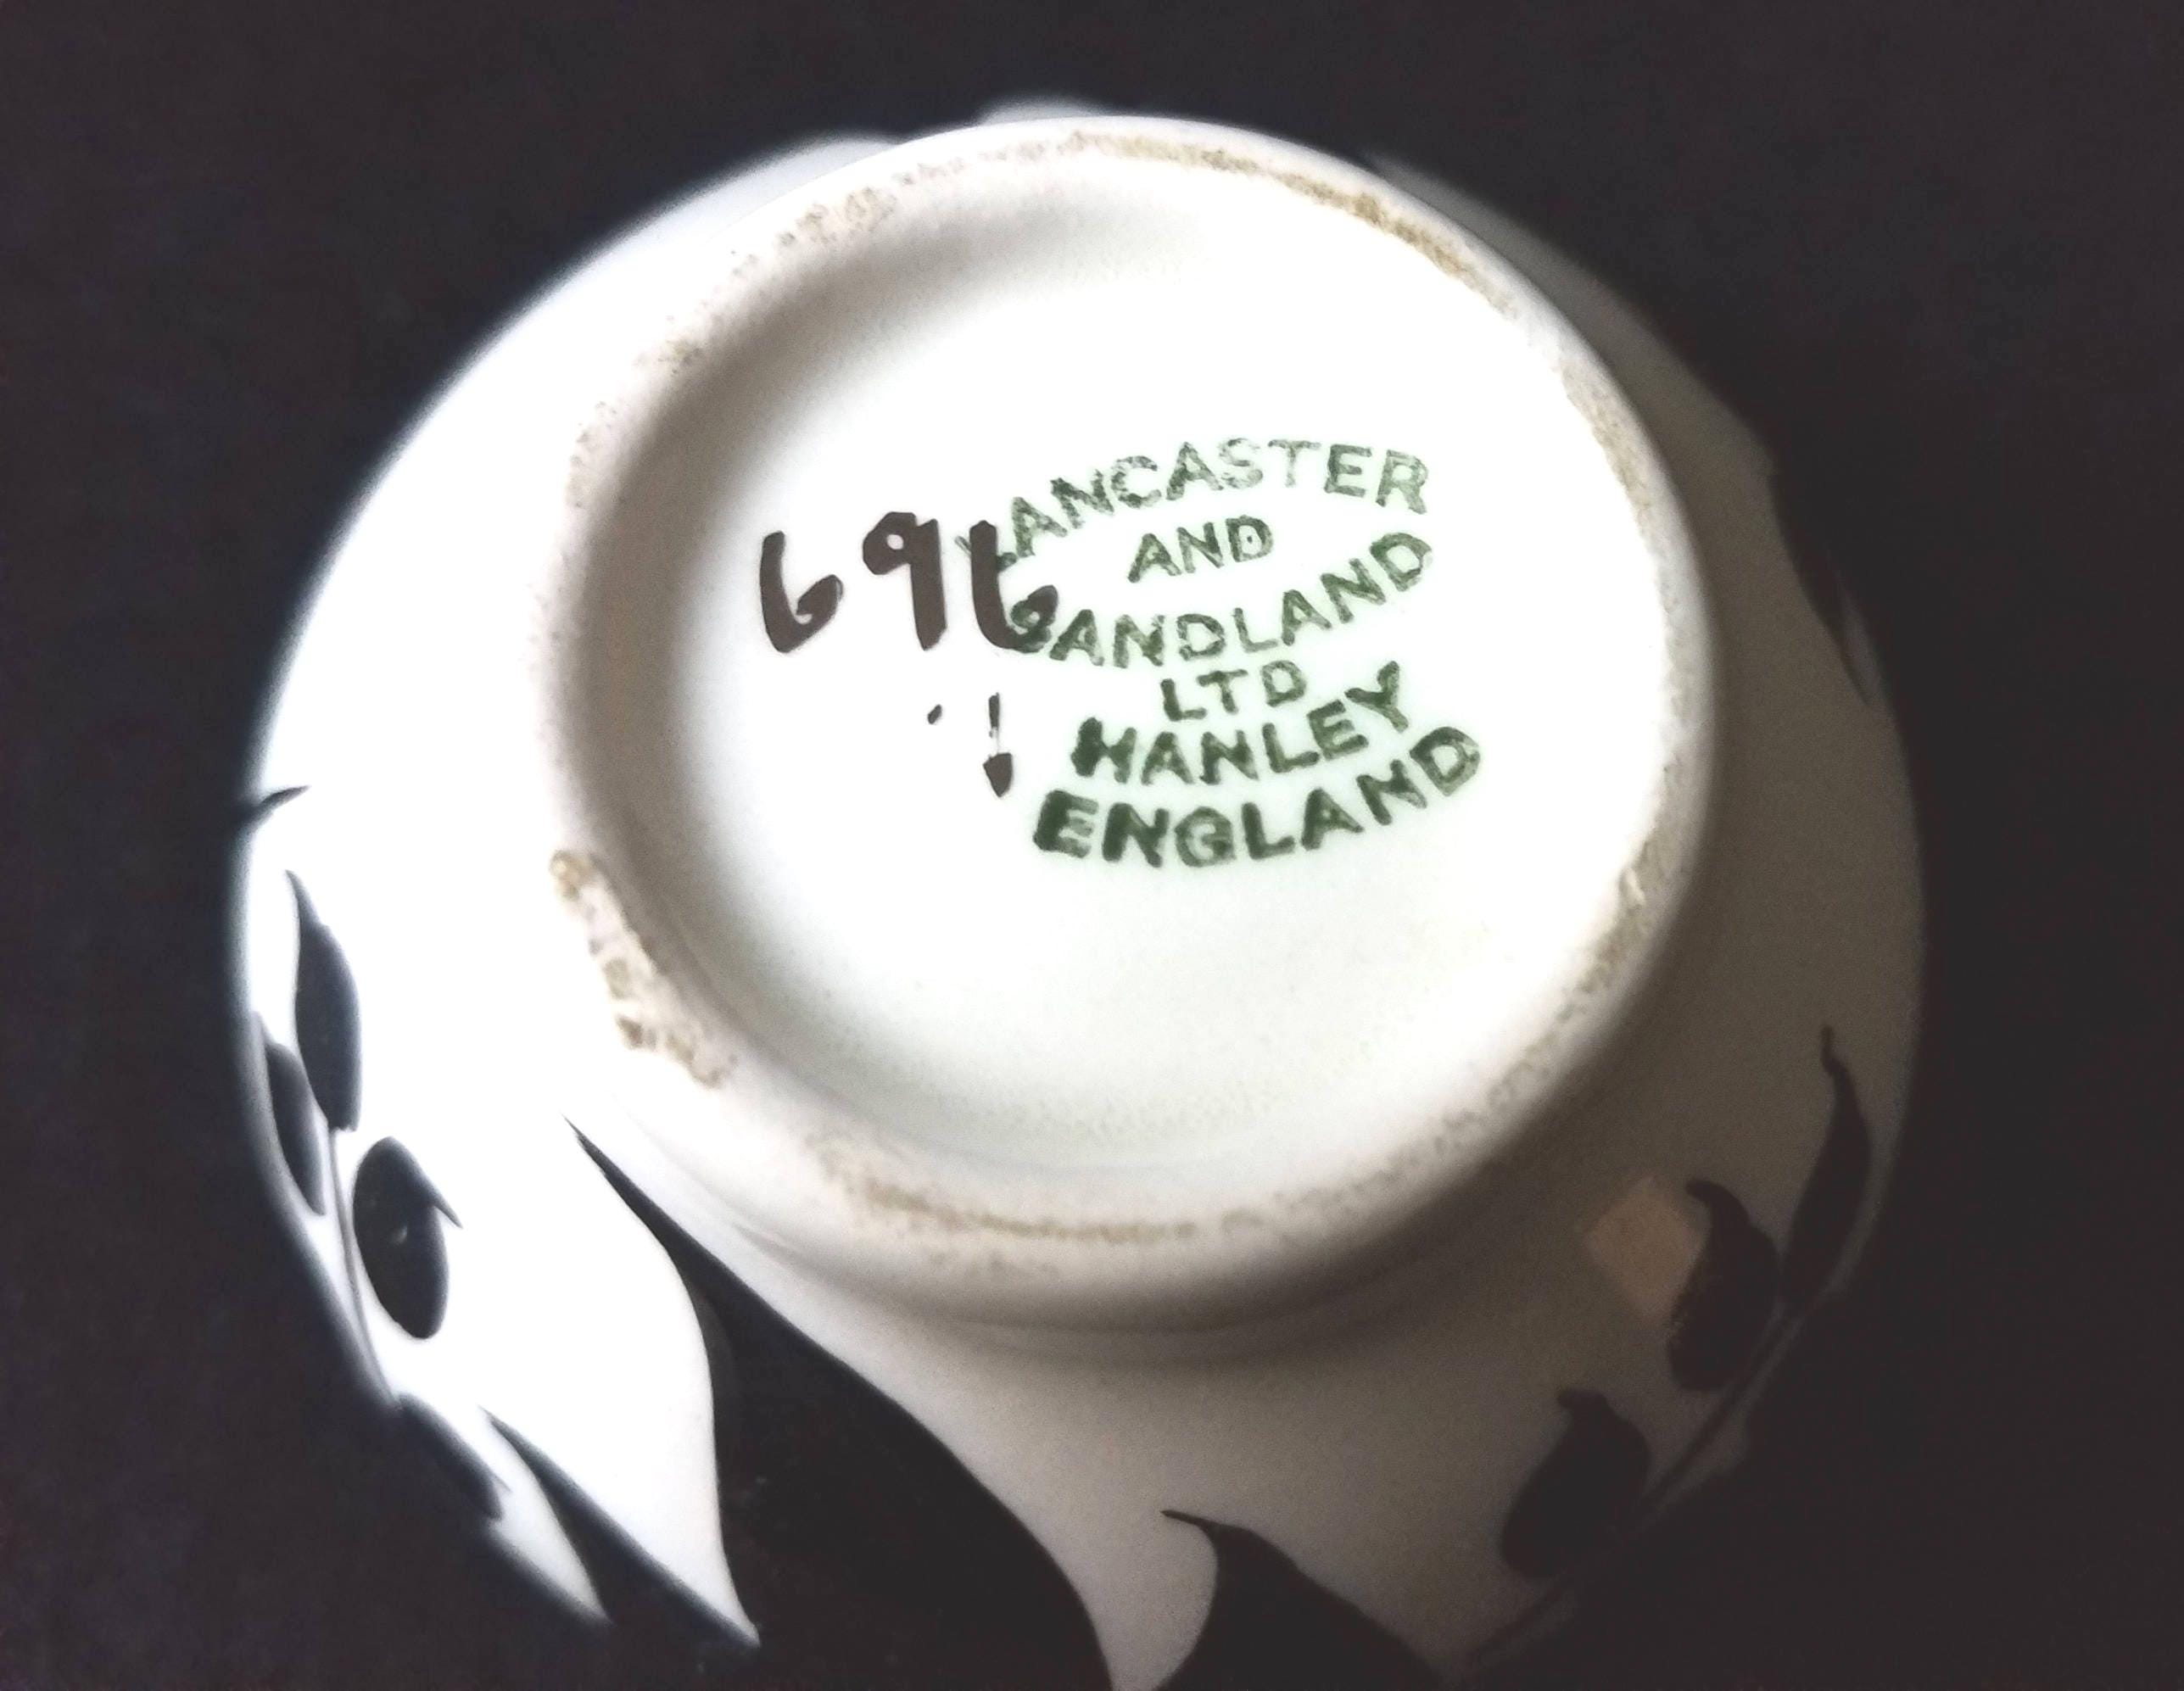 696
LANCASTER
AND
SANDLAND
LTD
HANLEY
ENGLAND